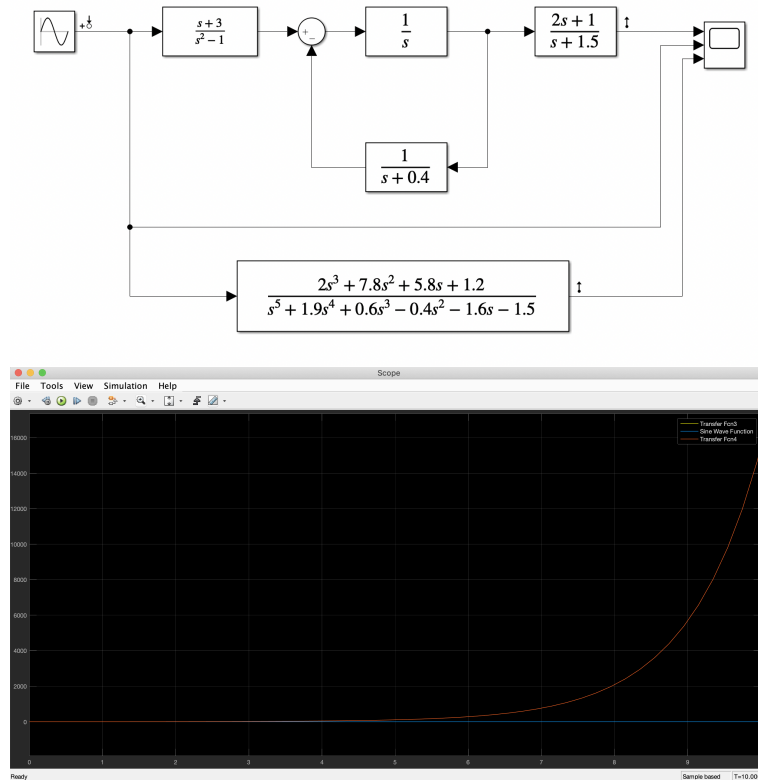 s + 3
s² − 1
+
−
1
s
2s + 1
s + 1.5
1
s + 0.4
2s³ + 7.8s² + 5.8s + 1.2
s⁵ + 1.9s⁴ + 0.6s³ − 0.4s² − 1.6s − 1.5
Scope
File Tools View Simulation Help
Transfer Fcn3
Sine Wave Function
Transfer Fcn4
16000
14000
12000
10000
8000
6000
4000
2000
0
0 1 2 3 4 5 6 7 8 9
Ready Sample based T=10.00